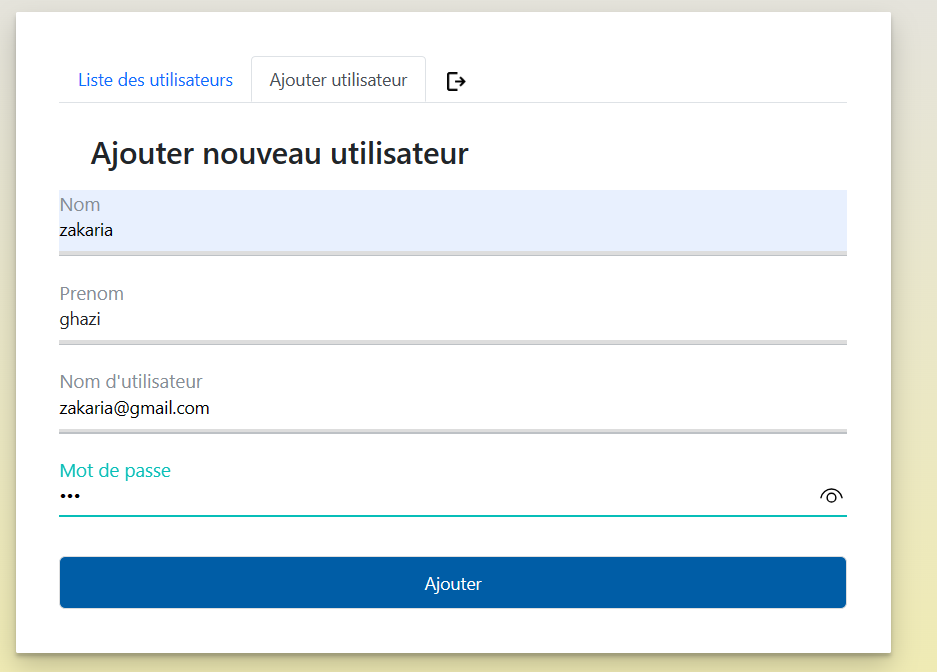 Liste des utilisateurs Ajouter utilisateur
Ajouter nouveau utilisateur
Nom
zakaria
Prenom
ghazi
Nom d'utilisateur
zakaria@gmail.com
Mot de passe
•••
Ajouter